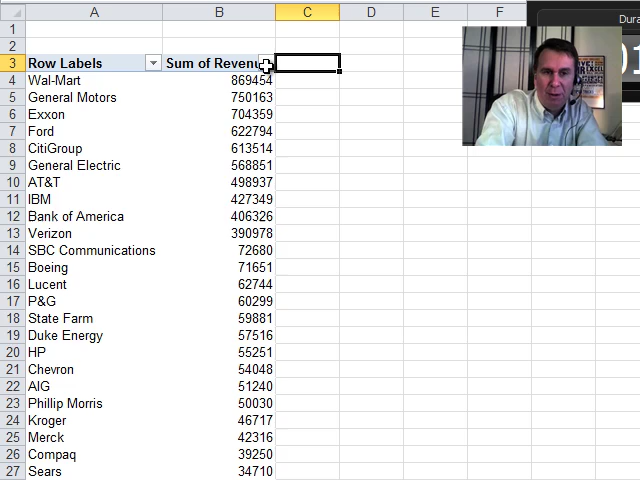 Dura
A B C D E F
1
2
3 Row Labels Sum of Revenu
4 Wal-Mart 869454
5 General Motors 750163
6 Exxon 704359
7 Ford 622794
8 CitiGroup 613514
9 General Electric 568851
10 AT&T 498937
11 IBM 427349
12 Bank of America 406326
13 Verizon 390978
14 SBC Communications 72680
15 Boeing 71651
16 Lucent 62744
17 P&G 60299
18 State Farm 59881
19 Duke Energy 57516
20 HP 55251
21 Chevron 54048
22 AIG 51240
23 Phillip Morris 50030
24 Kroger 46717
25 Merck 42316
26 Compaq 39250
27 Sears 34710